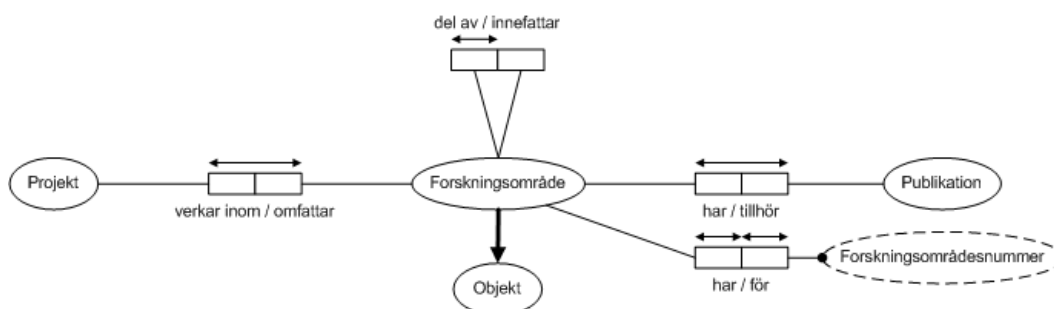 del av / innefattar
Projekt
Forskningsområde
Publikation
verkar inom / omfattar
har / tillhör
Forskningsområdesnummer
har / för
Objekt